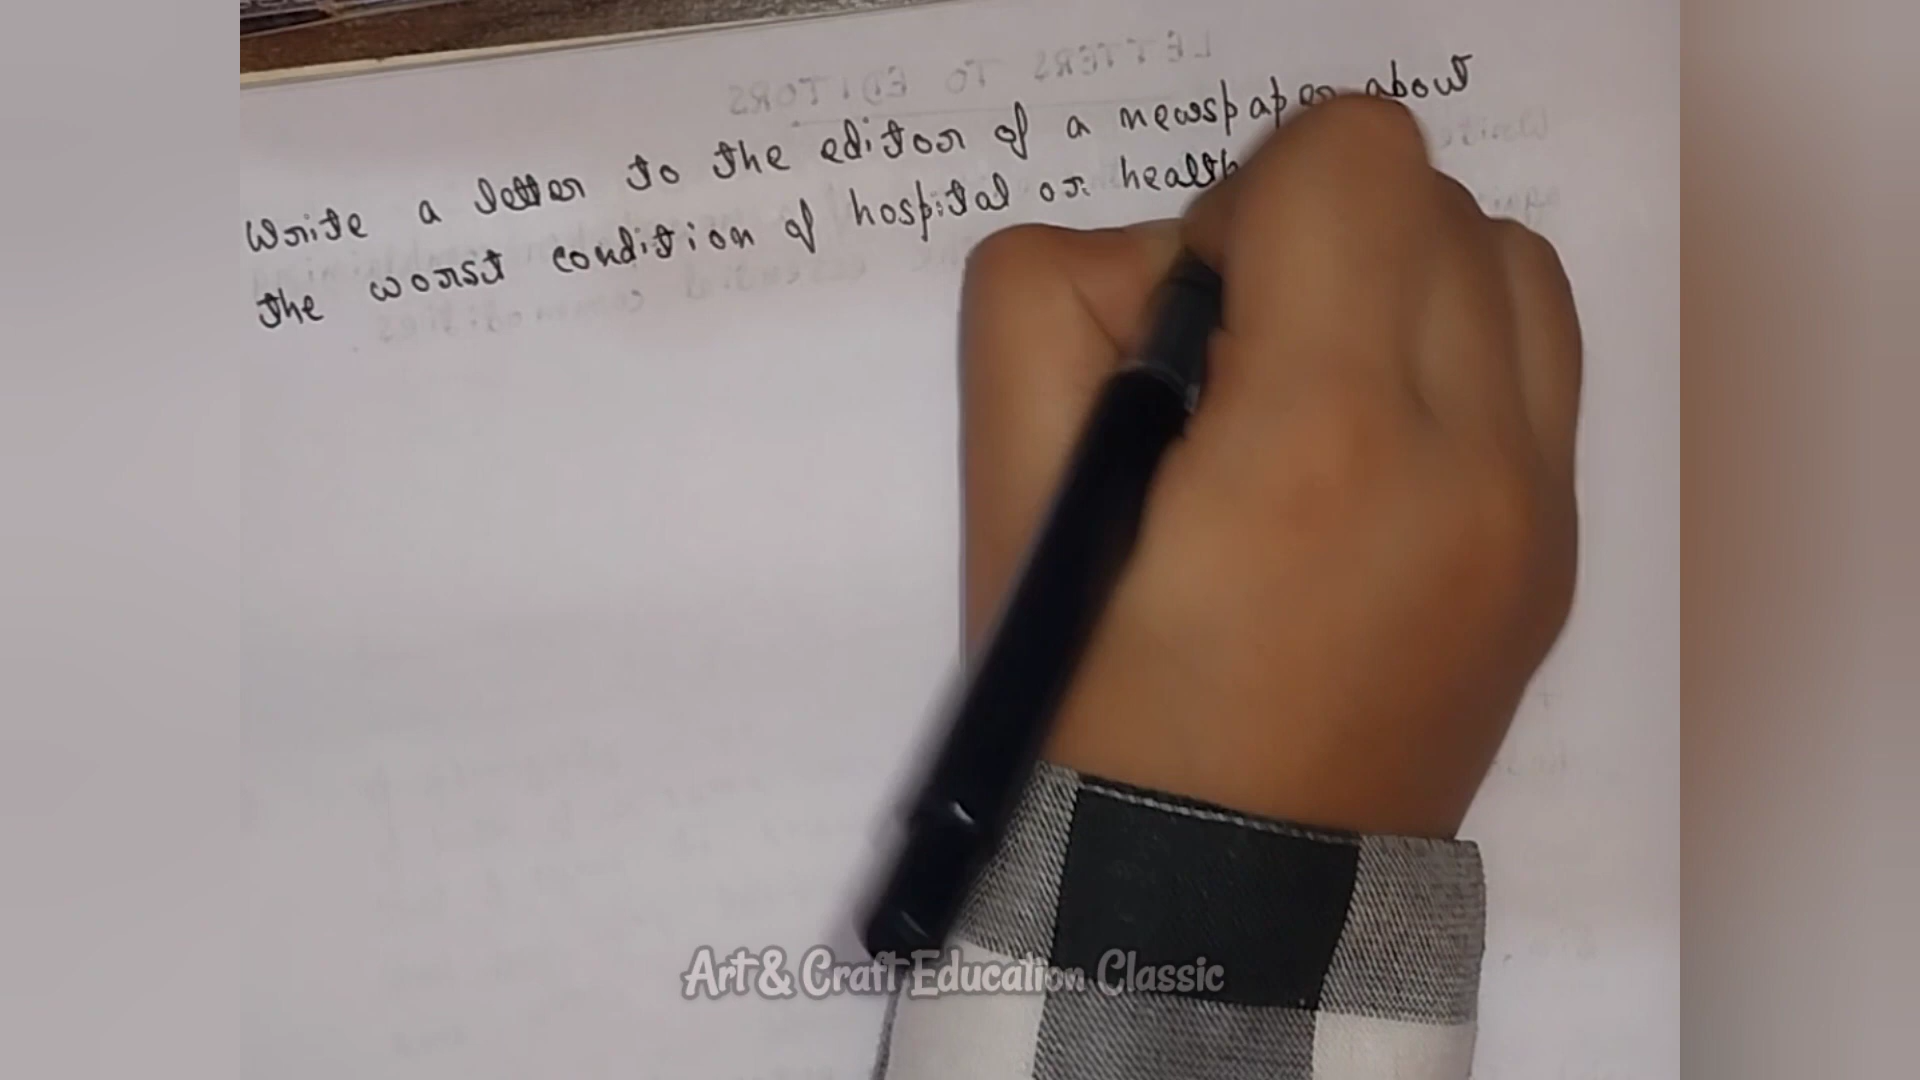 Write a letter to the editor of a newspaper about
the worst condition of hospital or health
Art & Craft Education Classic